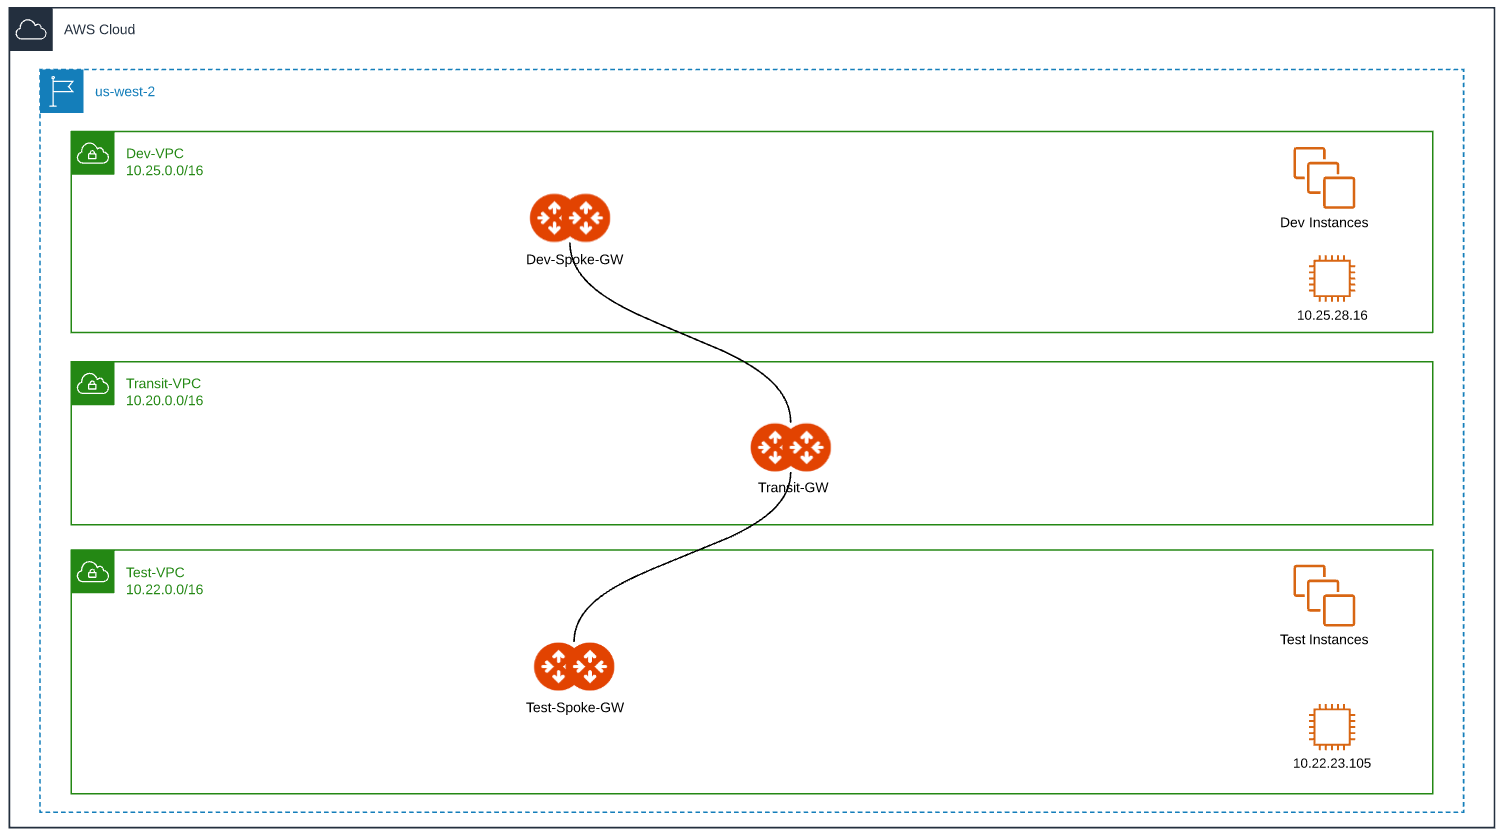 AWS Cloud
us-west-2
Dev-VPC
10.25.0.0/16
Dev-Spoke-GW
Dev Instances
10.25.28.16
Transit-VPC
10.20.0.0/16
Transit-GW
Test-VPC
10.22.0.0/16
Test-Spoke-GW
Test Instances
10.22.23.105